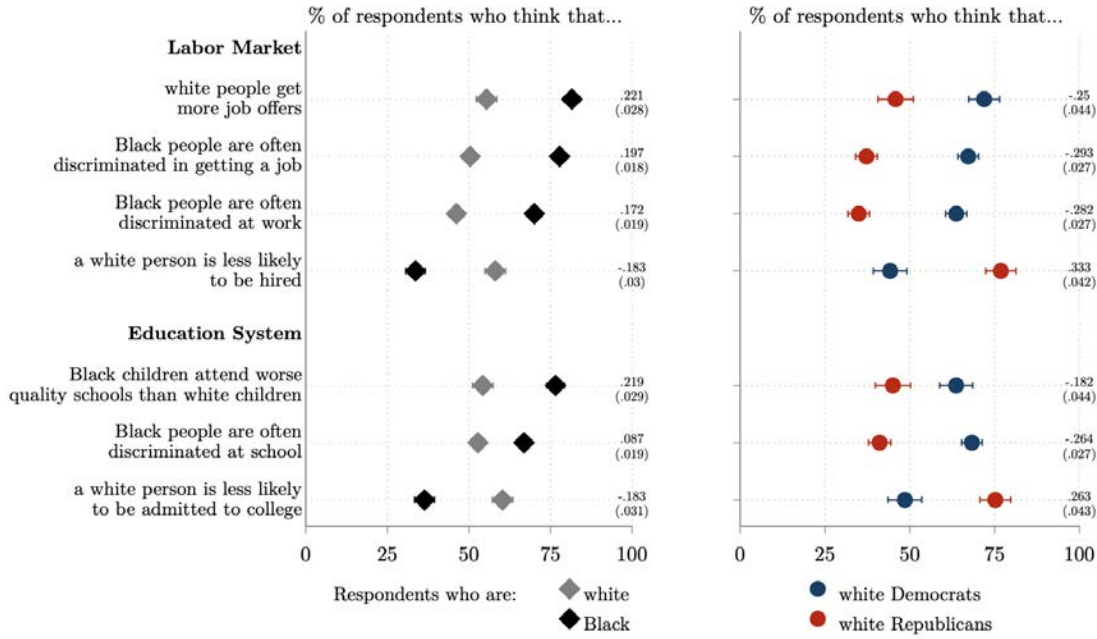 % of respondents who think that... % of respondents who think that...
Labor Market
white people get
more job offers
.221
(.028)
-.25
(.044)
Black people are often
discriminated in getting a job
.197
(.018)
-.293
(.027)
Black people are often
discriminated at work
.172
(.019)
-.282
(.027)
a white person is less likely
to be hired
-.183
(.03)
.333
(.042)
Education System
Black children attend worse
quality schools than white children
.219
(.029)
-.182
(.044)
Black people are often
discriminated at school
.087
(.019)
-.264
(.027)
a white person is less likely
to be admitted to college
-.183
(.031)
.263
(.043)
0 25 50 75 100 0 25 50 75 100
Respondents who are: white white Democrats
Black white Republicans